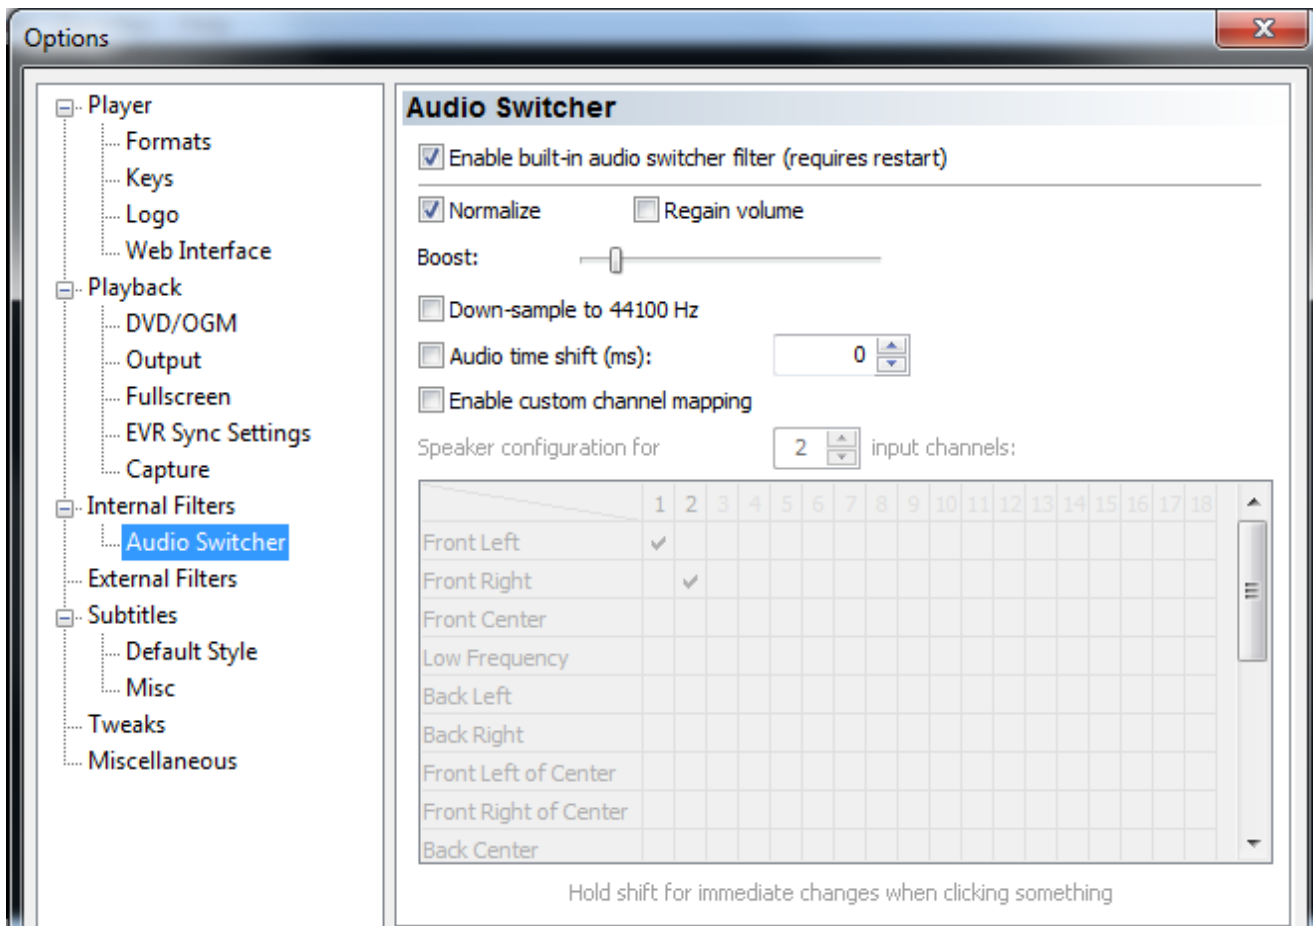 Options
Player
Formats
Keys
Logo
Web Interface
Playback
DVD/OGM
Output
Fullscreen
EVR Sync Settings
Capture
Internal Filters
Audio Switcher
External Filters
Subtitles
Default Style
Misc
Tweaks
Miscellaneous
Audio Switcher
Enable built-in audio switcher filter (requires restart)
Normalize Regain volume
Boost:
Down-sample to 44100 Hz
Audio time shift (ms): 0
Enable custom channel mapping
Speaker configuration for 2 input channels:
1 2 3 4 5 6 7 8 9 10 11 12 13 14 15 16 17 18
Front Left
Front Right
Front Center
Low Frequency
Back Left
Back Right
Front Left of Center
Front Right of Center
Back Center
Hold shift for immediate changes when clicking something